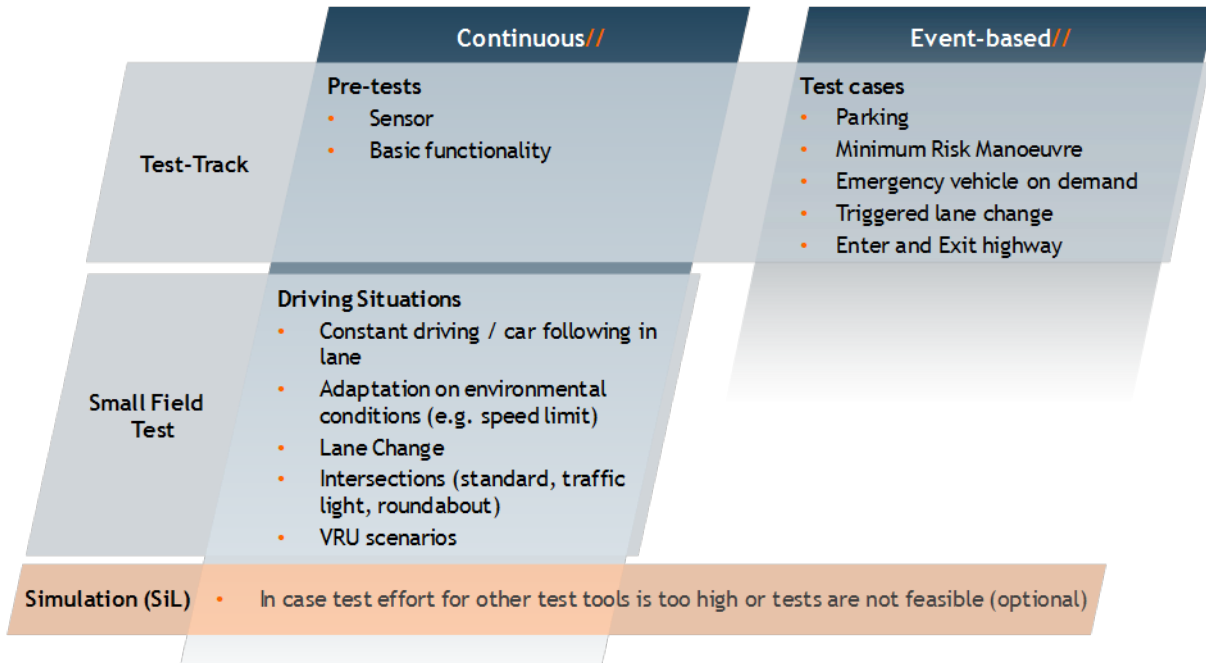 Continuous//
Event-based//
Test-Track
Pre-tests
• Sensor
• Basic functionality
Test cases
• Parking
• Minimum Risk Manoeuvre
• Emergency vehicle on demand
• Triggered lane change
• Enter and Exit highway
Small Field
Test
Driving Situations
• Constant driving / car following in
lane
• Adaptation on environmental
conditions (e.g. speed limit)
• Lane Change
• Intersections (standard, traffic
light, roundabout)
• VRU scenarios
Simulation (SiL)
• In case test effort for other test tools is too high or tests are not feasible (optional)